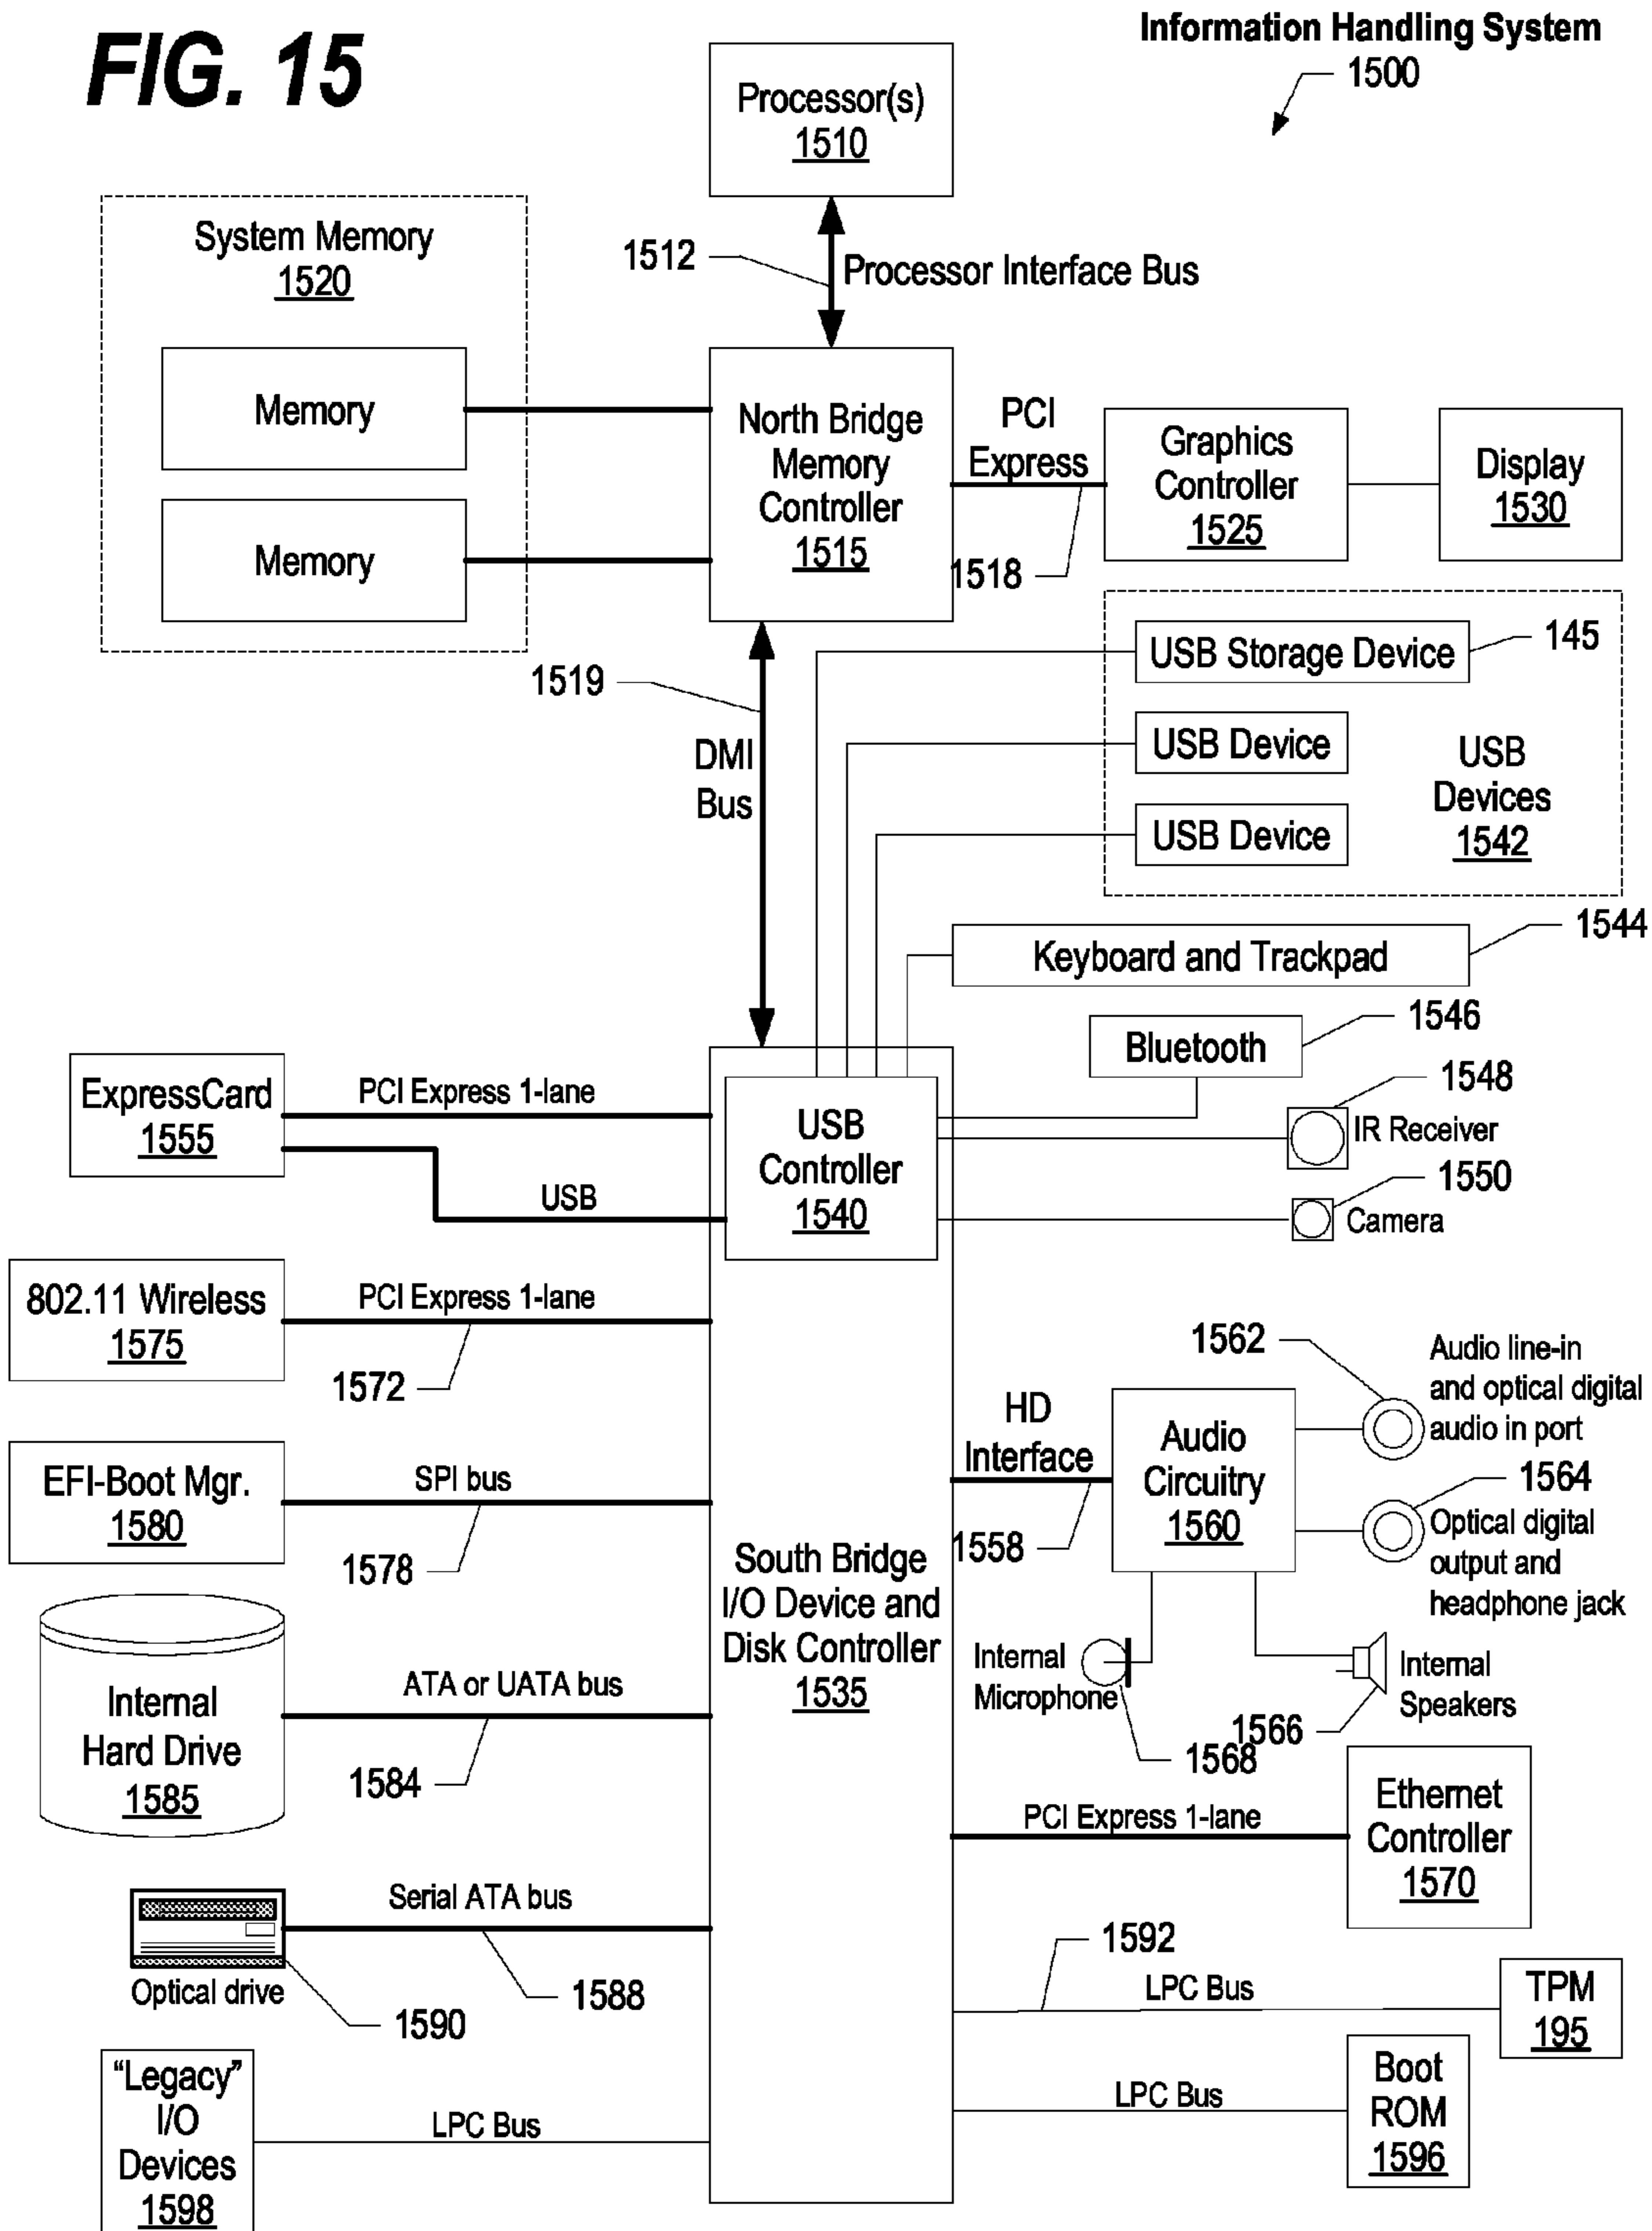 FIG. 15
Information Handling System
1500
Processor(s)
1510
System Memory
1520
1512
Processor Interface Bus
Memory
Memory
North Bridge
Memory
Controller
1515
PCI
Express
1518
Graphics
Controller
1525
Display
1530
1519
DMI
Bus
USB Storage Device
145
USB Device
USB Device
USB
Devices
1542
Keyboard and Trackpad
1544
Bluetooth
1546
1548
IR Receiver
1550
Camera
ExpressCard
1555
PCI Express 1-lane
USB
USB
Controller
1540
802.11 Wireless
1575
PCI Express 1-lane
1572
EFI-Boot Mgr.
1580
SPI bus
1578
Internal
Hard Drive
1585
ATA or UATA bus
1584
South Bridge
I/O Device and
Disk Controller
1535
HD
Interface
1558
Audio
Circuitry
1560
1562
Audio line-in
and optical digital
audio in port
1564
Optical digital
output and
headphone jack
Internal
Microphone
1568
Internal
Speakers
1566
PCI Express 1-lane
Ethernet
Controller
1570
Serial ATA bus
1588
Optical drive
1590
1592
LPC Bus
TPM
195
LPC Bus
Boot
ROM
1596
“Legacy”
I/O
Devices
1598
LPC Bus